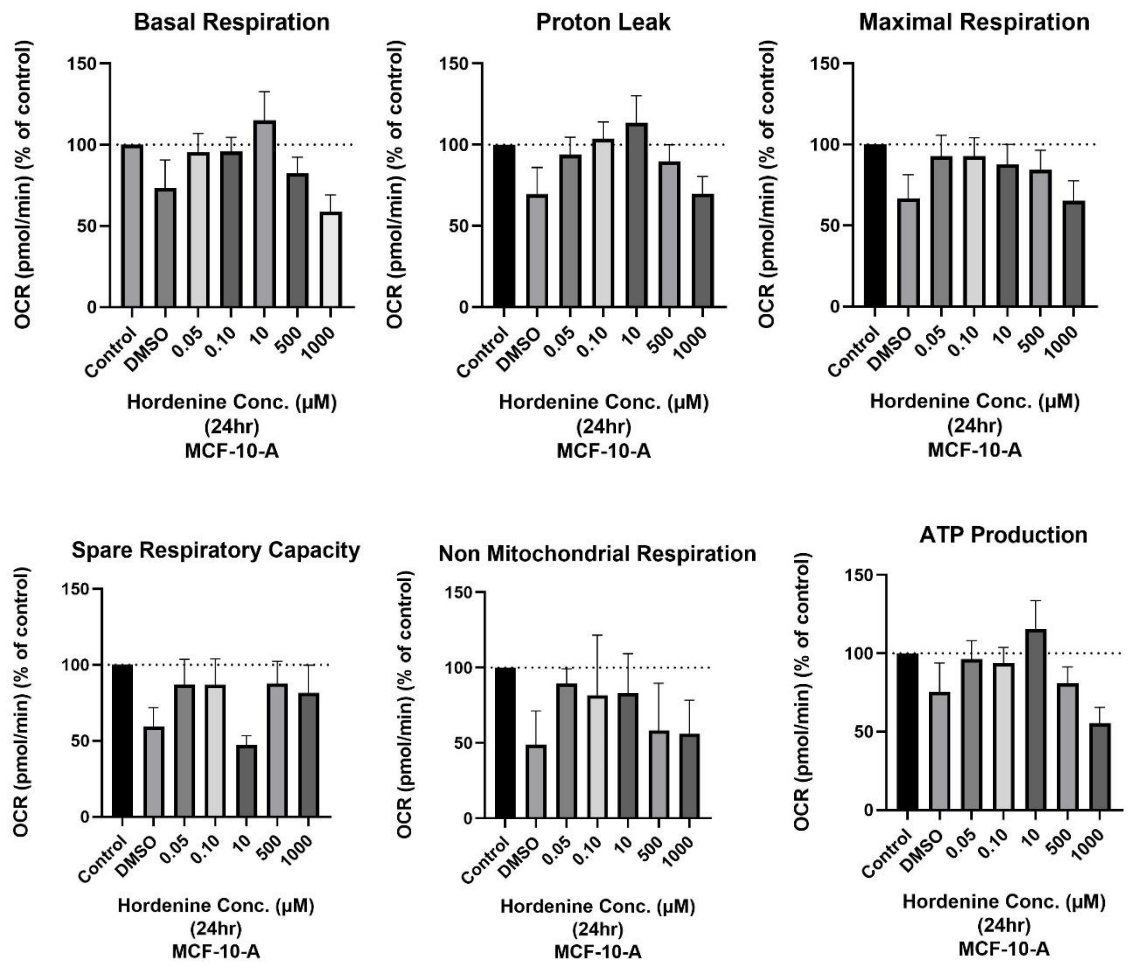 Basal Respiration
OCR (pmol/min) (% of control)
150
100
50
0
Control
DMSO
0.05
0.10
10
500
1000
Hordenine Conc. (µM)
(24hr)
MCF-10-A
Proton Leak
OCR (pmol/min) (% of control)
150
100
50
0
Control
DMSO
0.05
0.10
10
500
1000
Hordenine Conc. (µM)
(24hr)
MCF-10-A
Maximal Respiration
OCR (pmol/min) (% of control)
150
100
50
0
Control
DMSO
0.05
0.10
10
500
1000
Hordenine Conc. (µM)
(24hr)
MCF-10-A
Spare Respiratory Capacity
OCR (pmol/min) (% of control)
150
100
50
0
Control
DMSO
0.05
0.10
10
500
1000
Hordenine Conc. (µM)
(24hr)
MCF-10-A
Non Mitochondrial Respiration
OCR (pmol/min) (% of control)
150
100
50
0
Control
DMSO
0.05
0.10
10
500
1000
Hordenine Conc. (µM)
(24hr)
MCF-10-A
ATP Production
OCR (pmol/min) (% of control)
150
100
50
0
Control
DMSO
0.05
0.10
10
500
1000
Hordenine Conc. (µM)
(24hr)
MCF-10-A